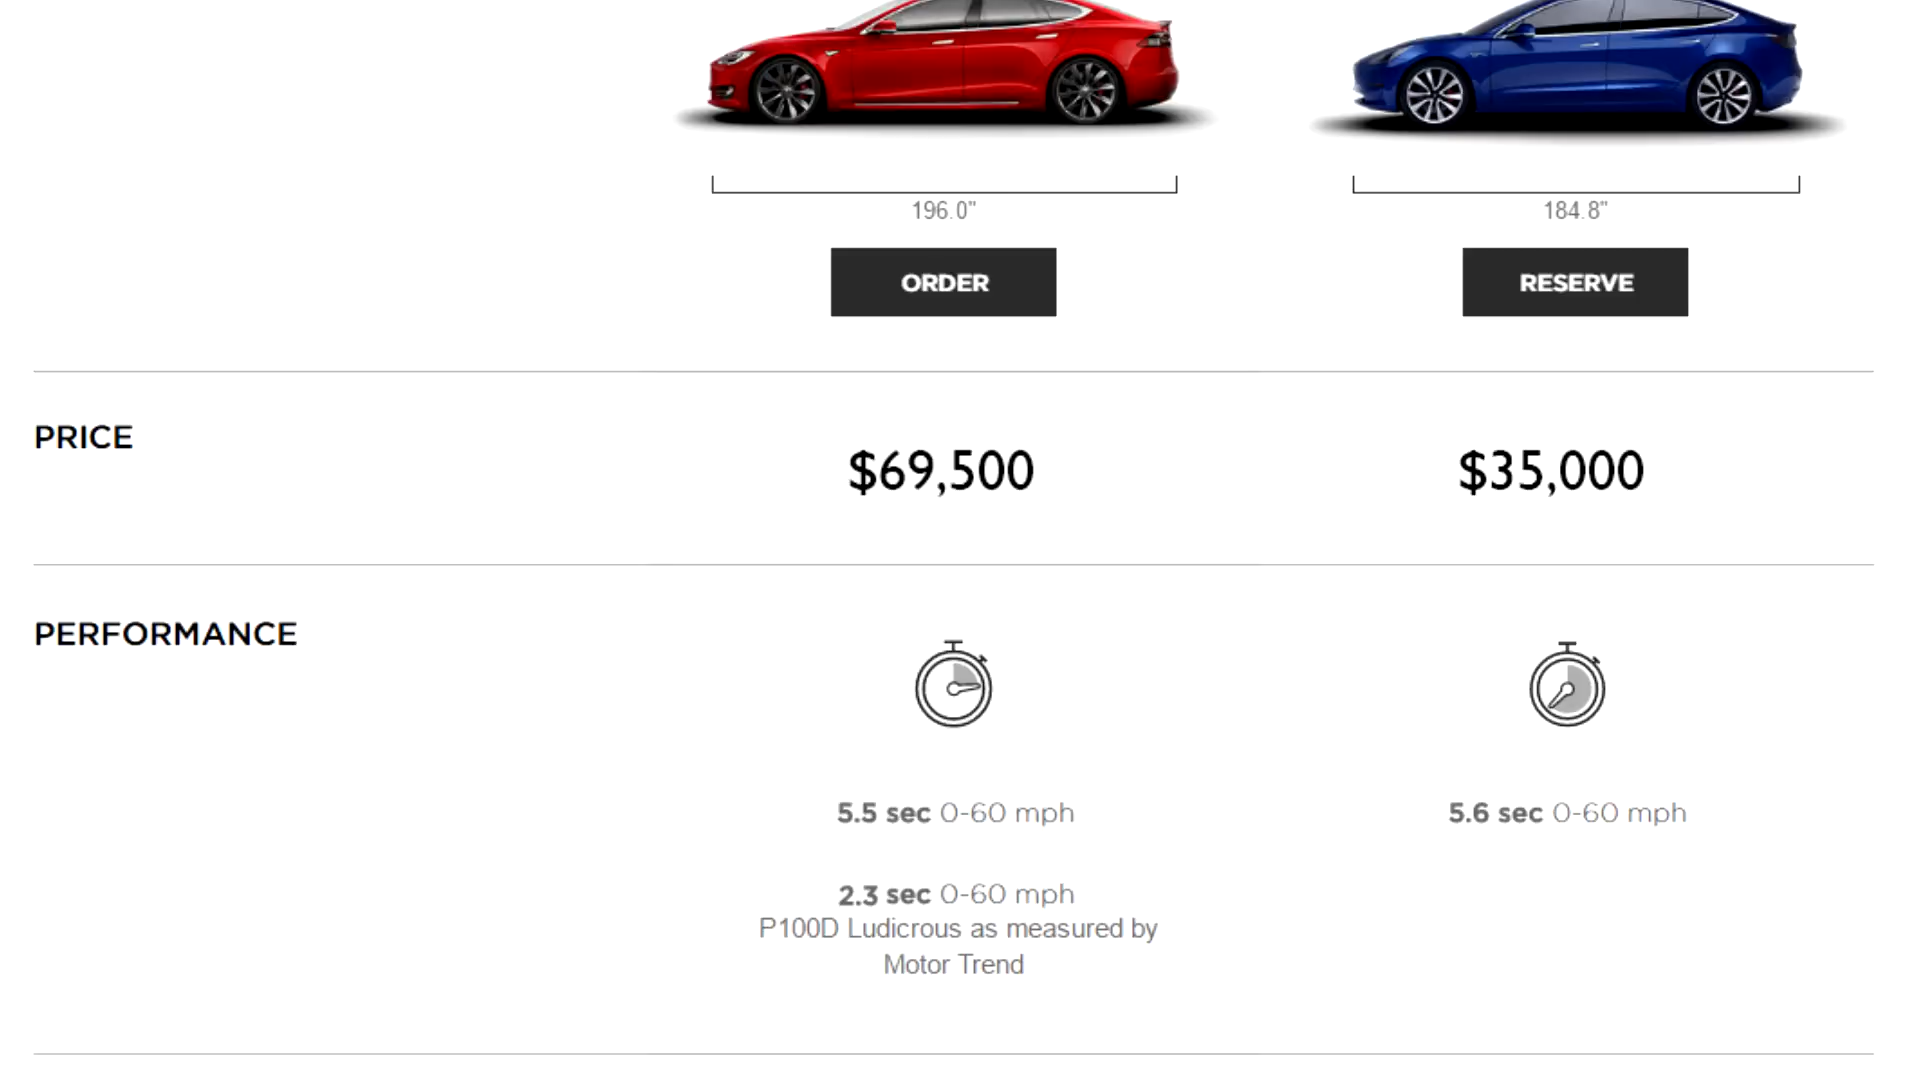 196.0"
184.8"
ORDER
RESERVE
PRICE
$69,500
$35,000
PERFORMANCE
5.5 sec 0-60 mph
5.6 sec 0-60 mph
2.3 sec 0-60 mph
P100D Ludicrous as measured by
Motor Trend